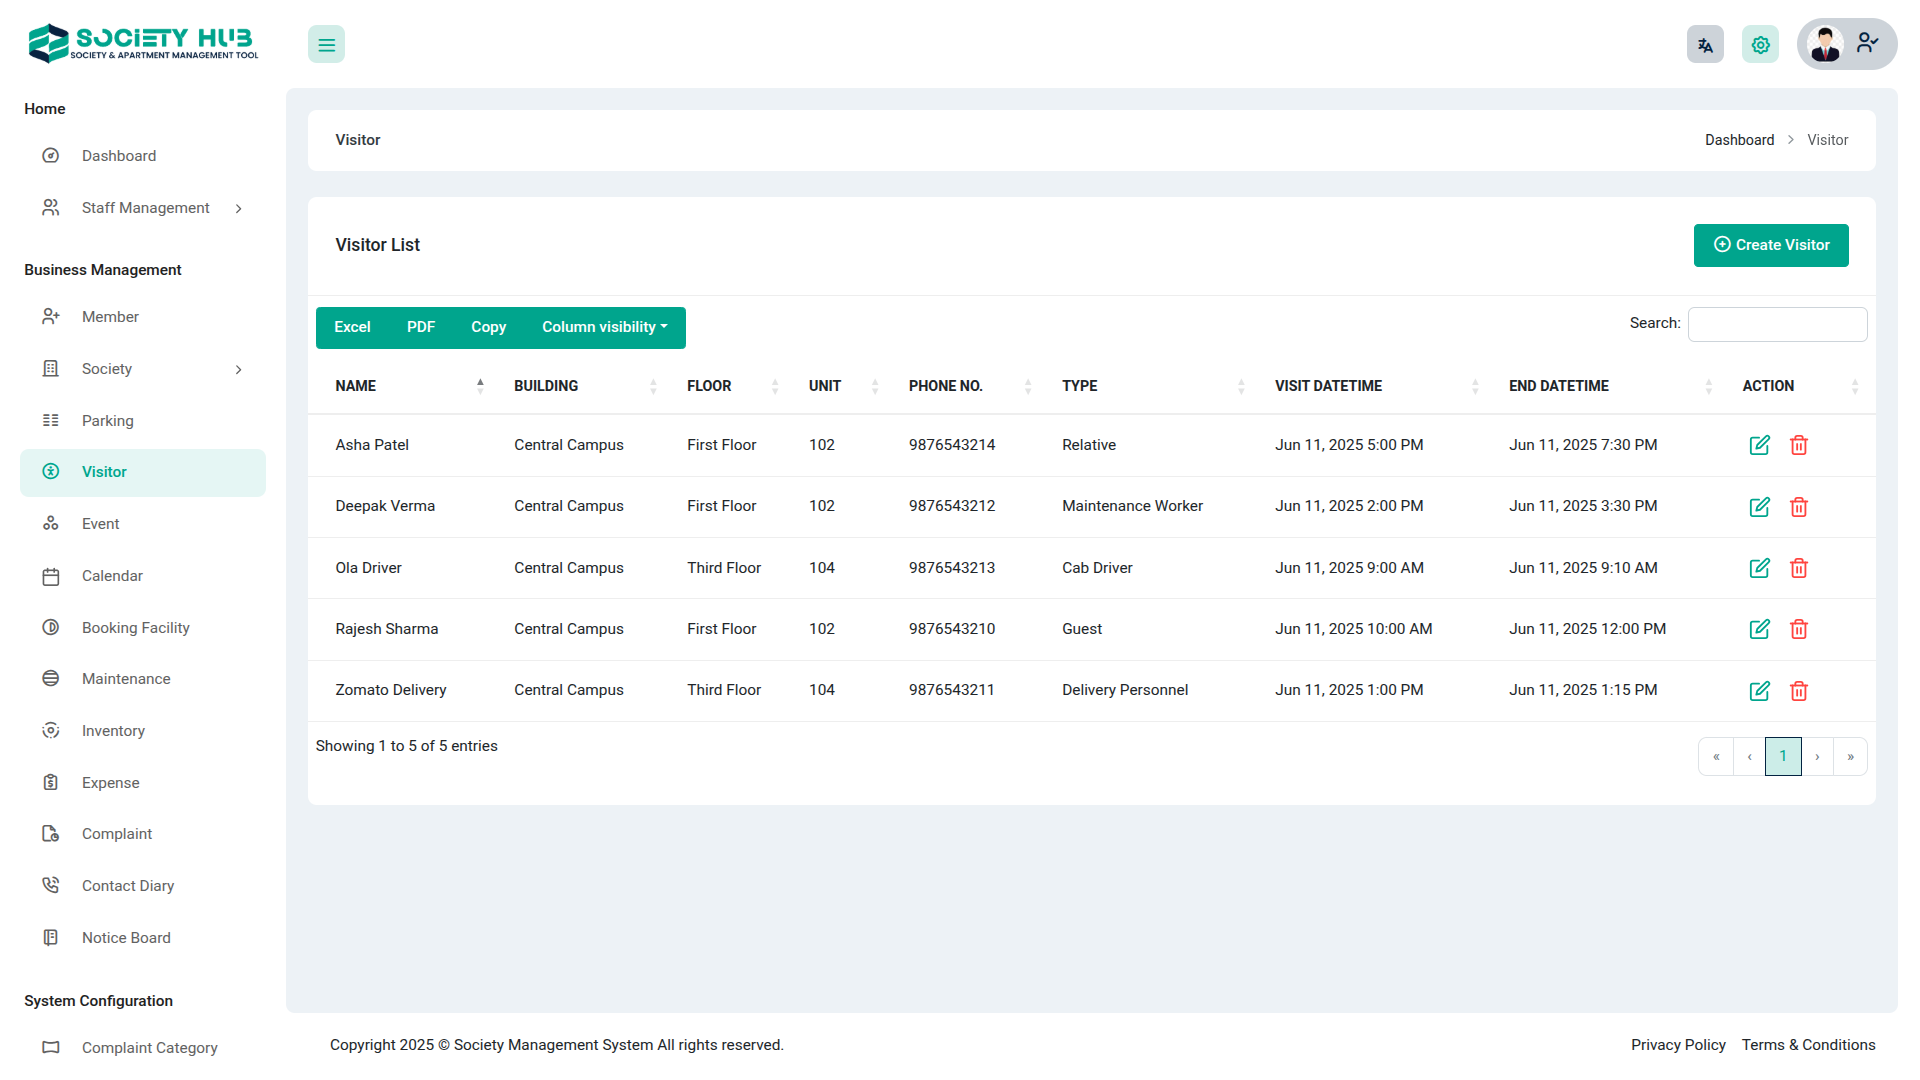 SOCIETY HUB
SOCIETY & APARTMENT MANAGEMENT TOOL
Home
Dashboard
Staff Management
Business Management
Member
Society
Parking
Visitor
Event
Calendar
Booking Facility
Maintenance
Inventory
Expense
Complaint
Contact Diary
Notice Board
System Configuration
Complaint Category
Visitor
Dashboard > Visitor
Visitor List
Create Visitor
Excel PDF Copy Column visibility
Search:
NAME BUILDING FLOOR UNIT PHONE NO. TYPE VISIT DATETIME END DATETIME ACTION
Asha Patel Central Campus First Floor 102 9876543214 Relative Jun 11, 2025 5:00 PM Jun 11, 2025 7:30 PM
Deepak Verma Central Campus First Floor 102 9876543212 Maintenance Worker Jun 11, 2025 2:00 PM Jun 11, 2025 3:30 PM
Ola Driver Central Campus Third Floor 104 9876543213 Cab Driver Jun 11, 2025 9:00 AM Jun 11, 2025 9:10 AM
Rajesh Sharma Central Campus First Floor 102 9876543210 Guest Jun 11, 2025 10:00 AM Jun 11, 2025 12:00 PM
Zomato Delivery Central Campus Third Floor 104 9876543211 Delivery Personnel Jun 11, 2025 1:00 PM Jun 11, 2025 1:15 PM
Showing 1 to 5 of 5 entries
« ‹ 1 › »
Copyright 2025 © Society Management System All rights reserved.
Privacy Policy Terms & Conditions